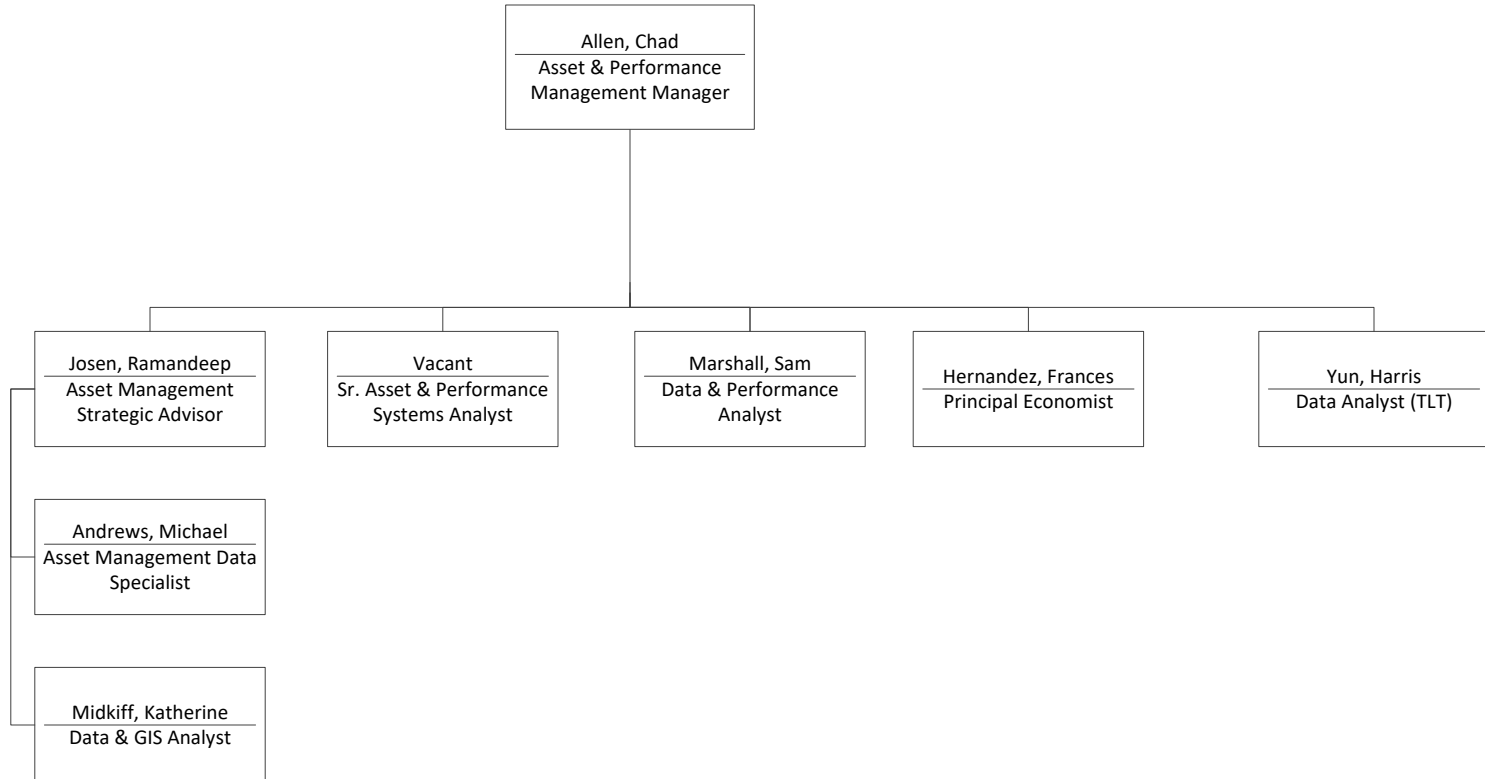 Allen, Chad
Asset & Performance
Management Manager
Josen, Ramandeep
Asset Management
Strategic Advisor
Vacant
Sr. Asset & Performance
Systems Analyst
Marshall, Sam
Data & Performance
Analyst
Hernandez, Frances
Principal Economist
Yun, Harris
Data Analyst (TLT)
Andrews, Michael
Asset Management Data
Specialist
Midkiff, Katherine
Data & GIS Analyst